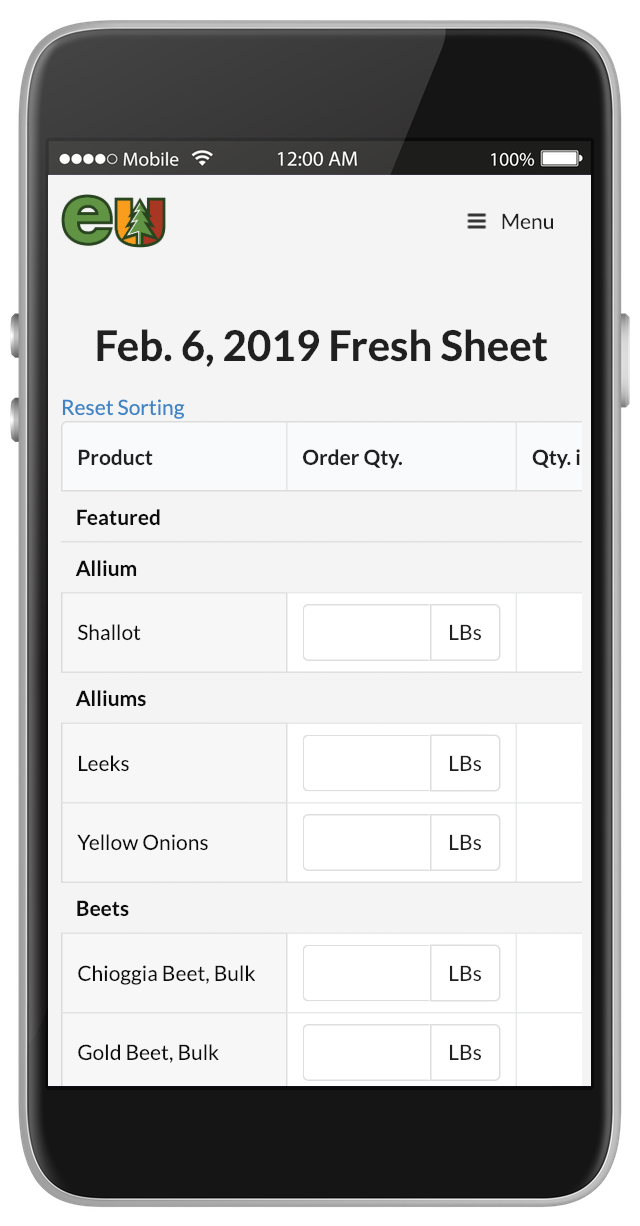 Mobile 12:00 AM 100%
eu Menu
Feb. 6, 2019 Fresh Sheet
Reset Sorting
Product Order Qty. Qty. i
Featured
Allium
Shallot LBs
Alliums
Leeks LBs
Yellow Onions LBs
Beets
Chioggia Beet, Bulk LBs
Gold Beet, Bulk LBs